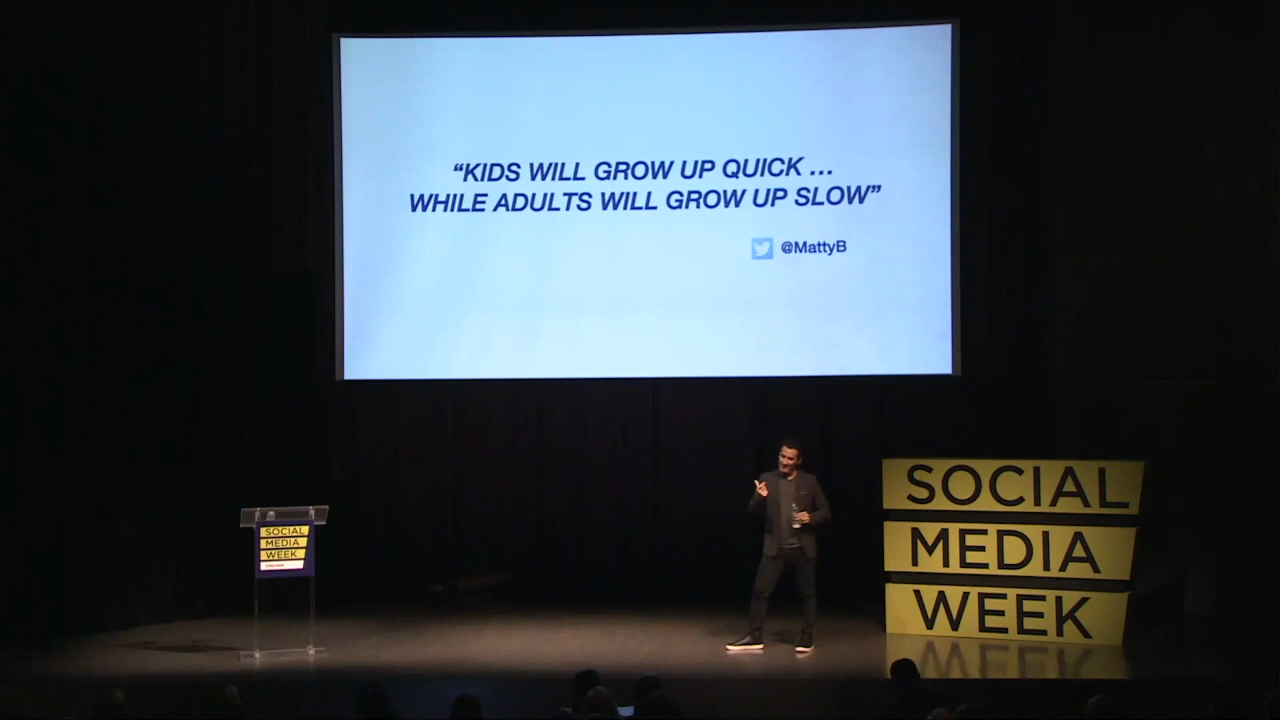 “KIDS WILL GROW UP QUICK ...
WHILE ADULTS WILL GROW UP SLOW”
@MattyB
SOCIAL
MEDIA
WEEK
SOCIAL
MEDIA
WEEK